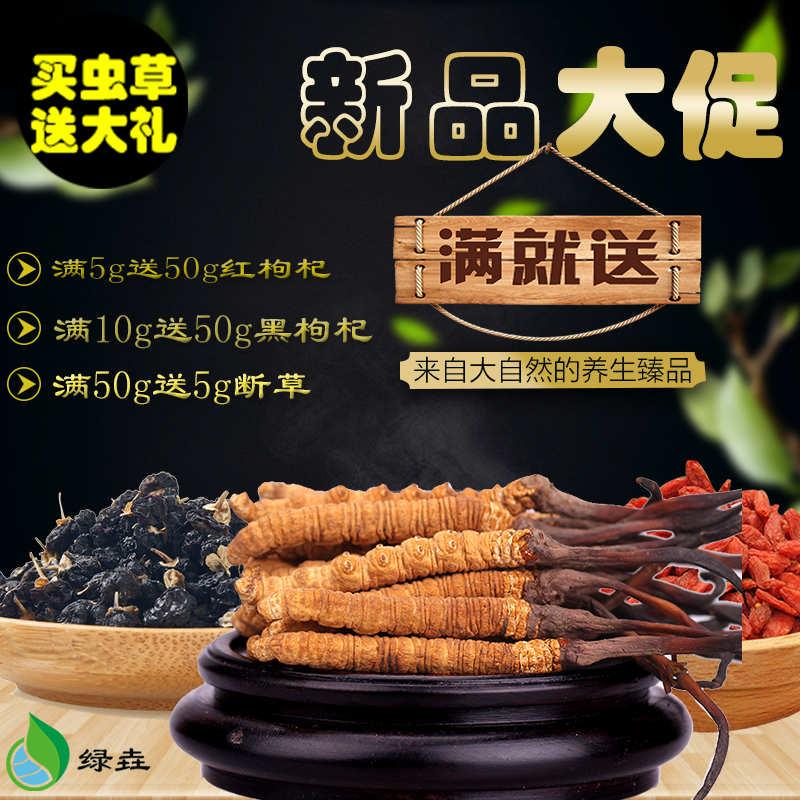 买虫草
送大礼
新品大促
满就送
满5g送50g红枸杞
满10g送50g黑枸杞
满50g送5g断草
来自大自然的养生臻品
绿垚